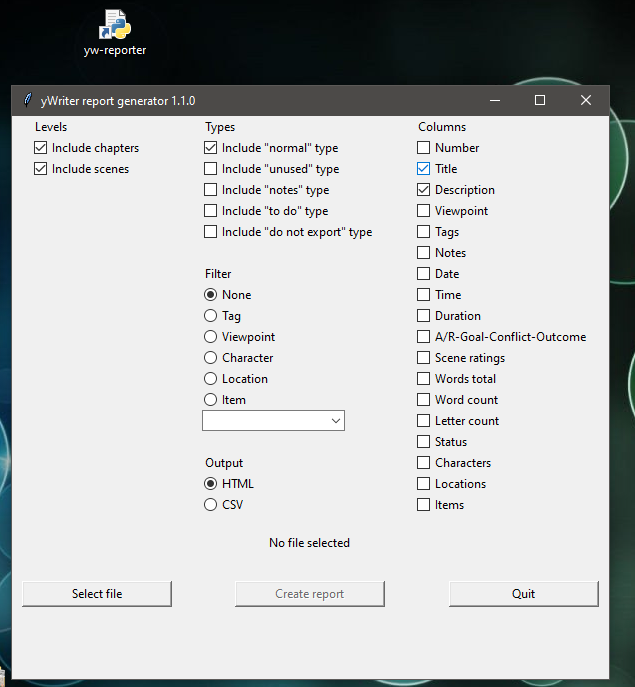 yw-reporter
yWriter report generator 1.1.0
Levels
Include chapters
Include scenes
Types
Include "normal" type
Include "unused" type
Include "notes" type
Include "to do" type
Include "do not export" type
Filter
None
Tag
Viewpoint
Character
Location
Item
Output
HTML
CSV
Columns
Number
Title
Description
Viewpoint
Tags
Notes
Date
Time
Duration
A/R-Goal-Conflict-Outcome
Scene ratings
Words total
Word count
Letter count
Status
Characters
Locations
Items
No file selected
Select file
Create report
Quit